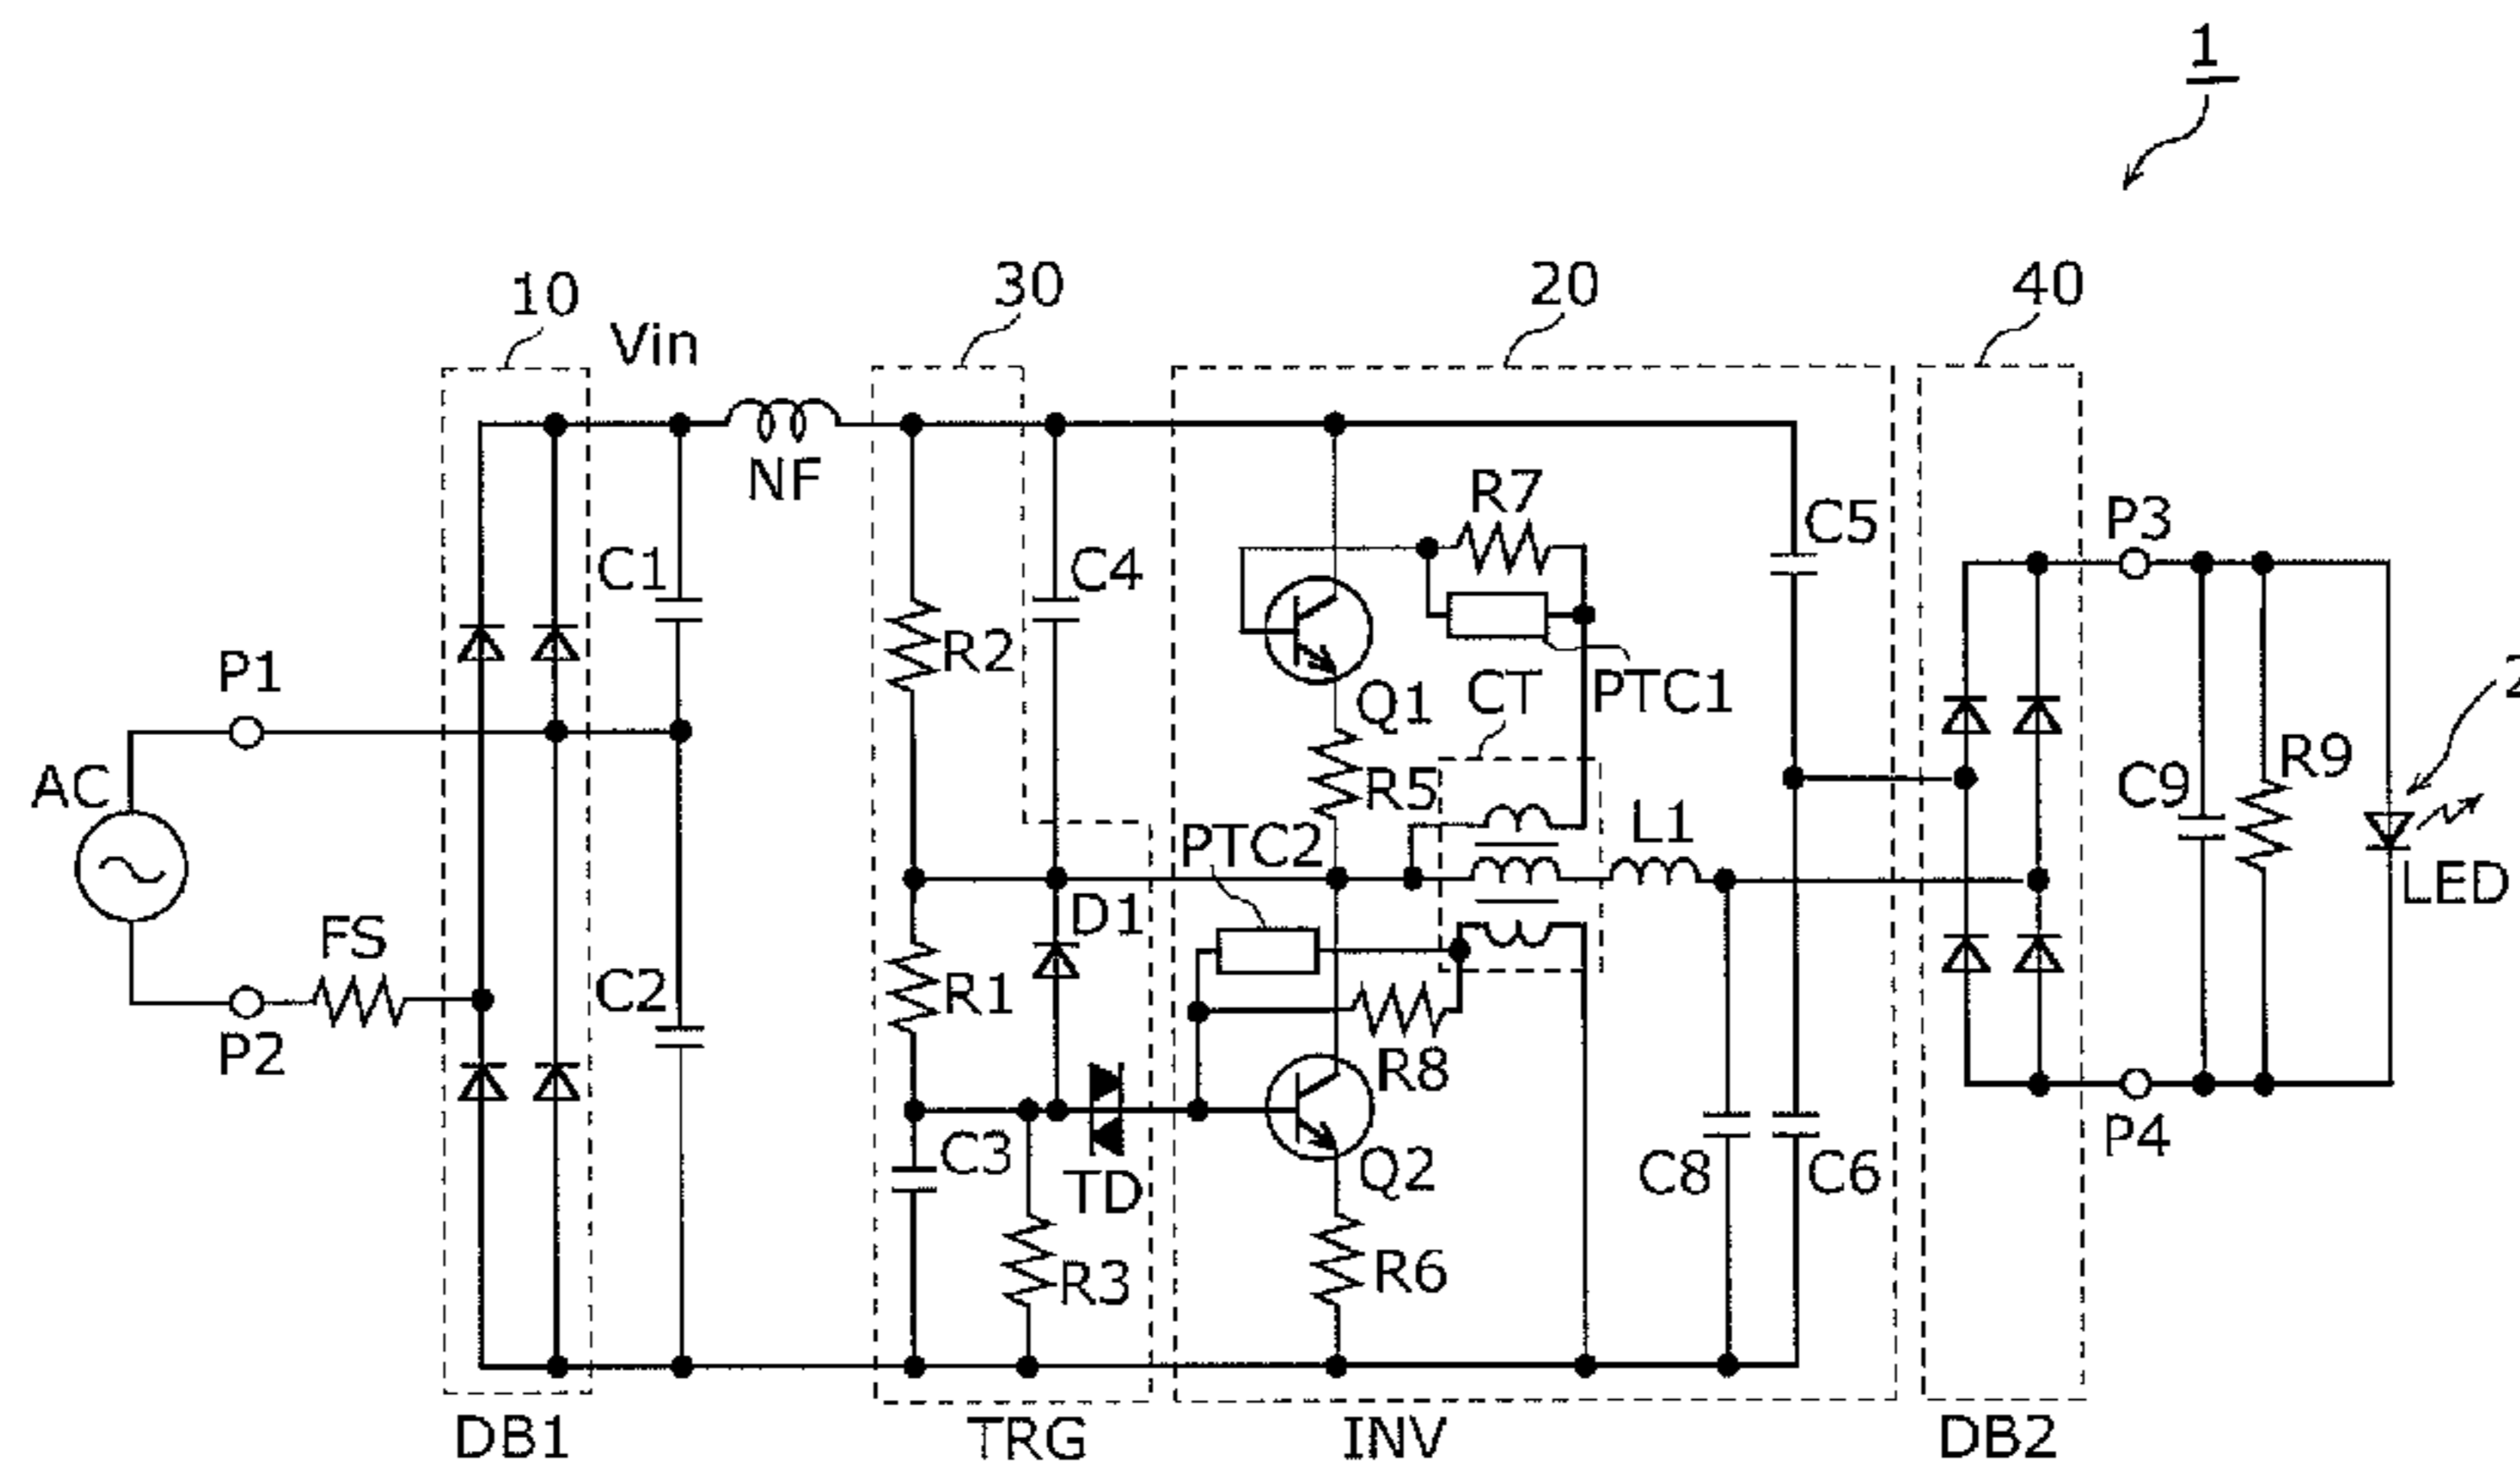 1
10
30
20
40
Vin
NF
R7
C5
P3
C1
C4
R2
P1
Q1
CT
PTC1
2
AC
R5
L1
C9
R9
PTC2
D1
LED
FS
C2
R1
P2
R8
P4
C3
TD
Q2
C8
C6
R3
R6
DB1
TRG
INV
DB2